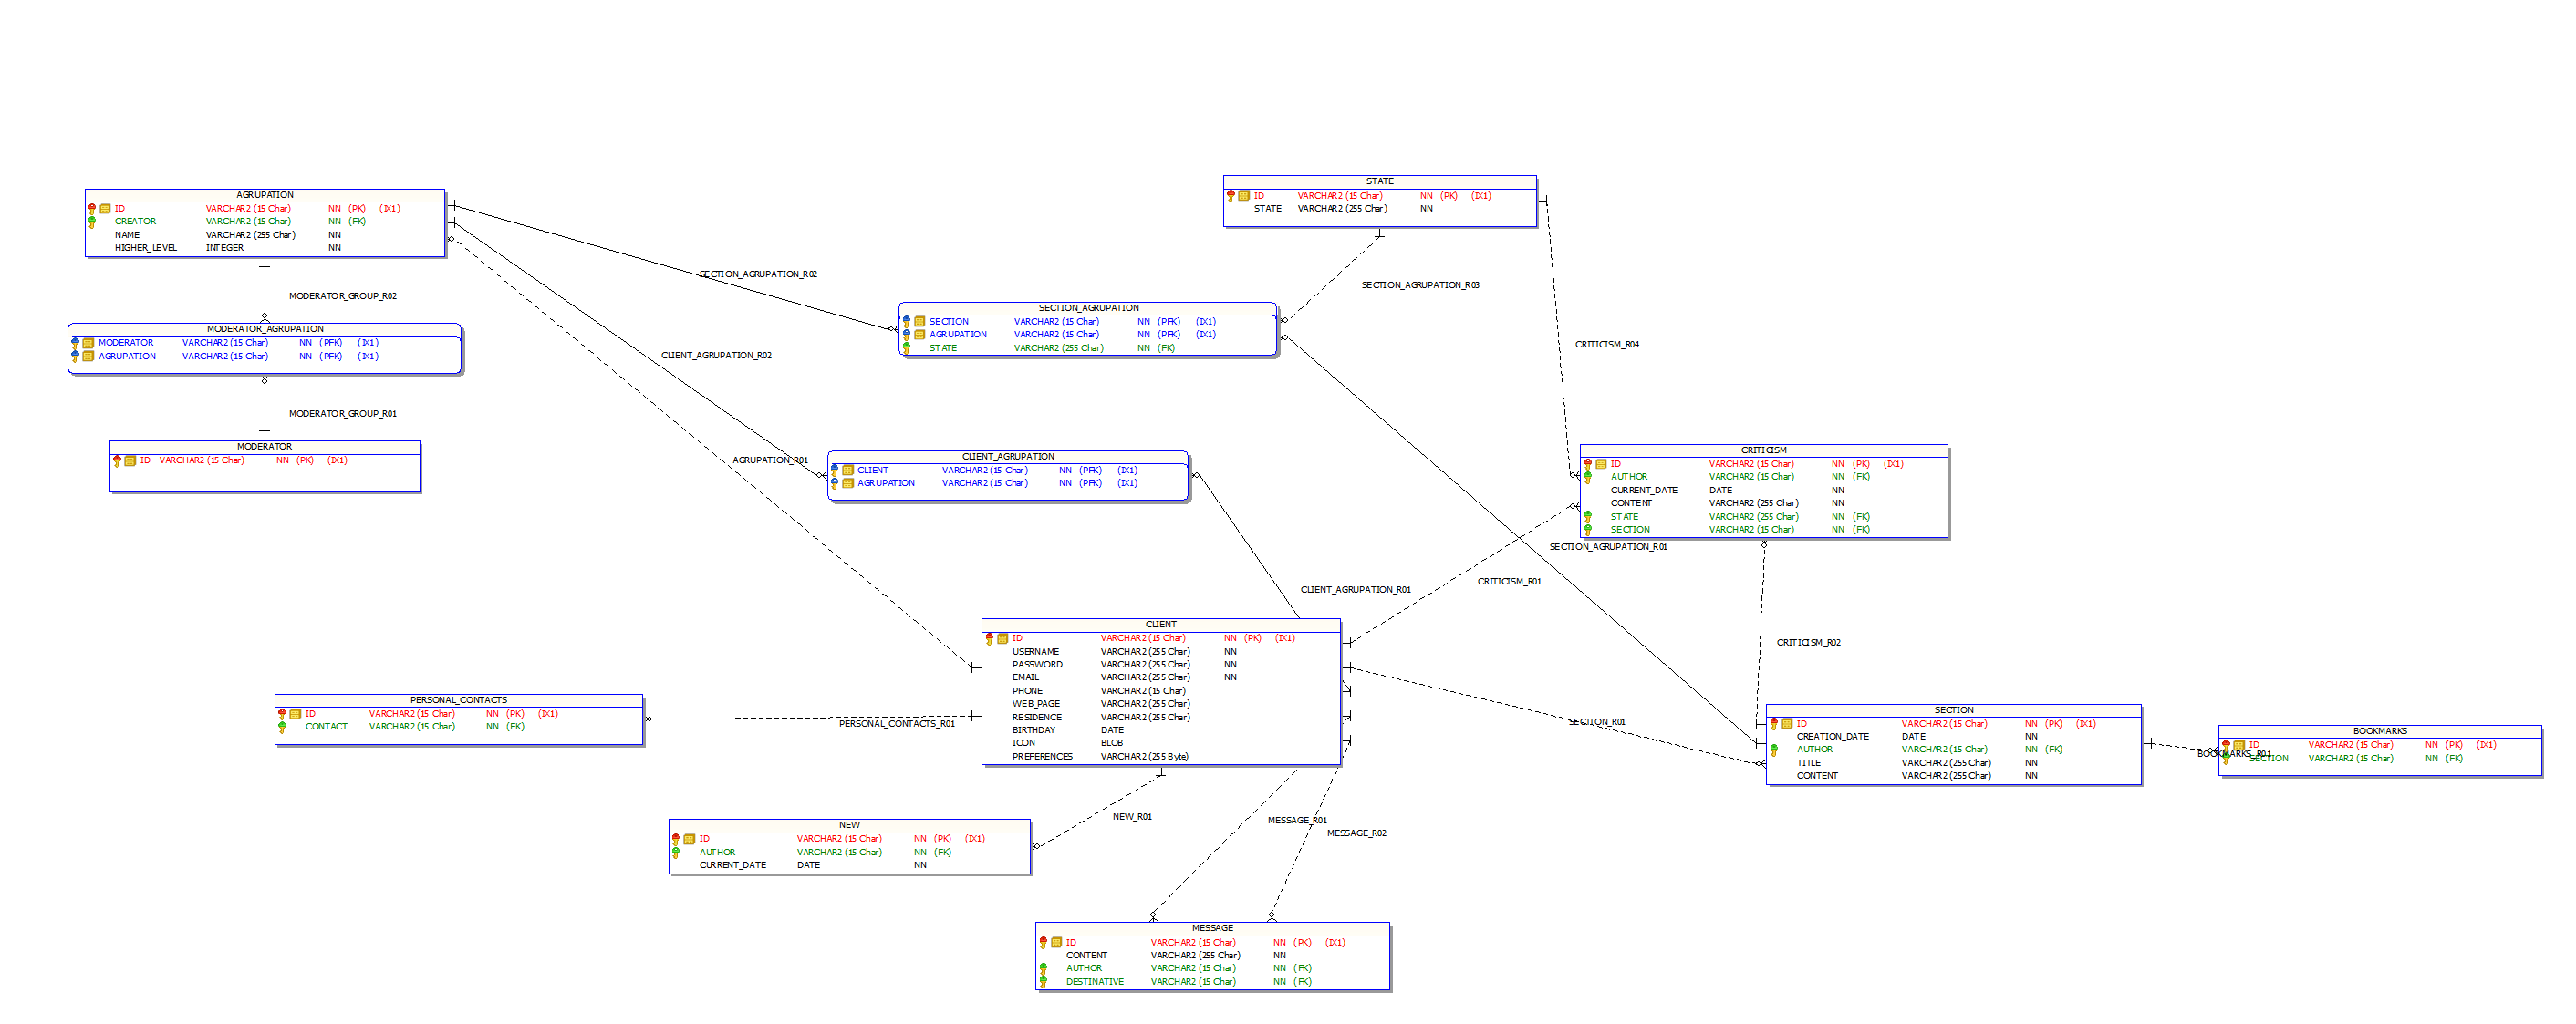 AGRUPATION
ID VARCHAR2 (15 Char) NN (PK) (IX1)
CREATOR VARCHAR2 (15 Char) NN (FK)
NAME VARCHAR2 (255 Char) NN
HIGHER_LEVEL INTEGER NN
STATE
ID VARCHAR2 (15 Char) NN (PK) (IX1)
STATE VARCHAR2 (255 Char) NN
SECTION_AGRUPATION_R02
SECTION_AGRUPATION_R03
MODERATOR_GROUP_R02
SECTION_AGRUPATION
SECTION VARCHAR2 (15 Char) NN (PFK) (IX1)
AGRUPATION VARCHAR2 (15 Char) NN (PFK) (IX1)
STATE VARCHAR2 (255 Char) NN (FK)
MODERATOR_AGRUPATION
MODERATOR VARCHAR2 (15 Char) NN (PFK) (IX1)
AGRUPATION VARCHAR2 (15 Char) NN (PFK) (IX1)
CLIENT_AGRUPATION_R02
CRITICISM_R04
MODERATOR_GROUP_R01
MODERATOR
ID VARCHAR2 (15 Char) NN (PK) (IX1)
AGRUPATION_R01
CLIENT_AGRUPATION
CLIENT VARCHAR2 (15 Char) NN (PFK) (IX1)
AGRUPATION VARCHAR2 (15 Char) NN (PFK) (IX1)
CRITICISM
ID VARCHAR2 (15 Char) NN (PK) (IX1)
AUTHOR VARCHAR2 (15 Char) NN (FK)
CURRENT_DATE DATE NN
CONTENT VARCHAR2 (255 Char) NN
STATE VARCHAR2 (255 Char) NN (FK)
SECTION VARCHAR2 (15 Char) NN (FK)
SECTION_AGRUPATION_R01
CRITICISM_R01
CLIENT_AGRUPATION_R01
CRITICISM_R02
CLIENT
ID VARCHAR2 (15 Char) NN (PK) (IX1)
USERNAME VARCHAR2 (255 Char) NN
PASSWORD VARCHAR2 (255 Char) NN
EMAIL VARCHAR2 (255 Char) NN
PHONE VARCHAR2 (15 Char)
WEB_PAGE VARCHAR2 (255 Char)
RESIDENCE VARCHAR2 (255 Char)
BIRTHDAY DATE
ICON BLOB
PREFERENCES VARCHAR2 (255 Byte)
PERSONAL_CONTACTS
ID VARCHAR2 (15 Char) NN (PK) (IX1)
CONTACT VARCHAR2 (15 Char) NN (FK)
PERSONAL_CONTACTS_R01
SECTION_R01
SECTION
ID VARCHAR2 (15 Char) NN (PK) (IX1)
CREATION_DATE DATE NN
AUTHOR VARCHAR2 (15 Char) NN (FK)
TITLE VARCHAR2 (255 Char) NN
CONTENT VARCHAR2 (255 Char) NN
BOOKMARKS
ID VARCHAR2 (15 Char) NN (PK) (IX1)
BOOKMARKS_R01
SECTION VARCHAR2 (15 Char) NN (FK)
NEW_R01
MESSAGE_R01
MESSAGE_R02
NEW
ID VARCHAR2 (15 Char) NN (PK) (IX1)
AUTHOR VARCHAR2 (15 Char) NN (FK)
CURRENT_DATE DATE NN
MESSAGE
ID VARCHAR2 (15 Char) NN (PK) (IX1)
CONTENT VARCHAR2 (255 Char) NN
AUTHOR VARCHAR2 (15 Char) NN (FK)
DESTINATIVE VARCHAR2 (15 Char) NN (FK)